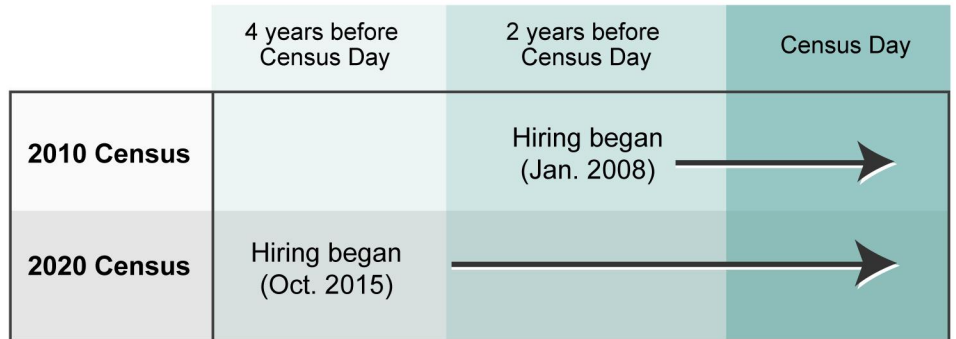 4 years before
Census Day
2 years before
Census Day
Census Day
2010 Census
Hiring began
(Jan. 2008)
2020 Census
Hiring began
(Oct. 2015)